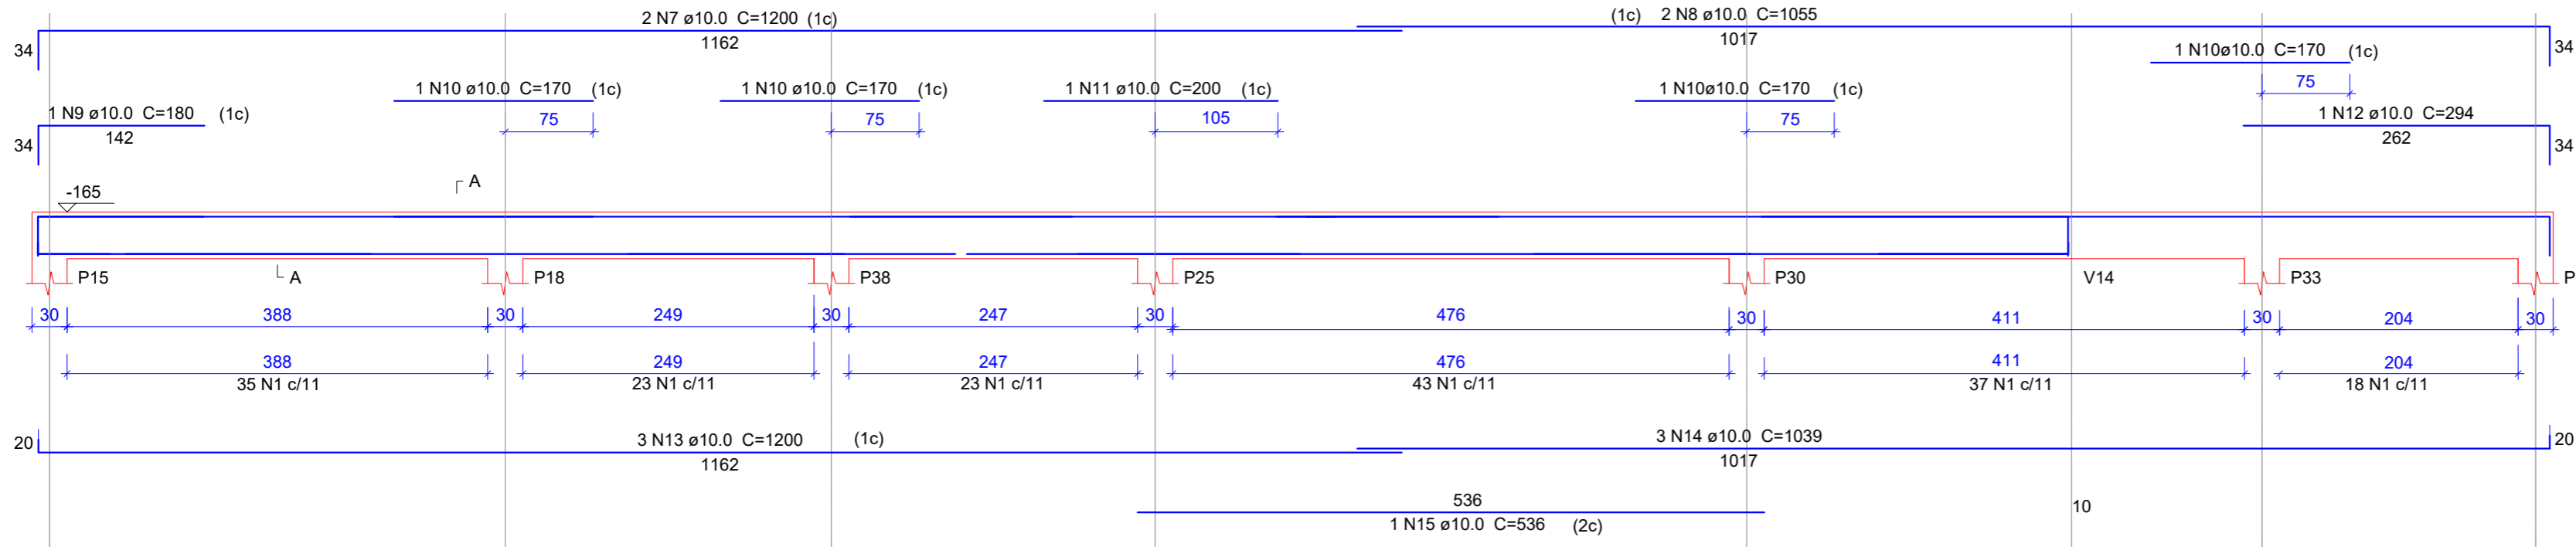 2 N7 ø10.0 C=1200 (1c)
(1c) 2 N8 ø10.0 C=1055
34
1162
1017
34
1 N10ø10.0 C=170 (1c)
75
1 N10 ø10.0 C=170 (1c)
1 N10 ø10.0 C=170 (1c)
1 N11 ø10.0 C=200 (1c)
1 N10ø10.0 C=170 (1c)
1 N9 ø10.0 C=180 (1c)
75
75
105
75
1 N12 ø10.0 C=294
34
142
262
34
A
-165
P15
A
P18
P38
P25
P30
V14
P33
P
30
388
30
249
30
247
30
476
30
411
30
204
30
388
249
247
476
411
204
35 N1 c/11
23 N1 c/11
23 N1 c/11
43 N1 c/11
37 N1 c/11
18 N1 c/11
20
3 N13 ø10.0 C=1200 (1c)
3 N14 ø10.0 C=1039
20
1162
1017
536
10
1 N15 ø10.0 C=536 (2c)